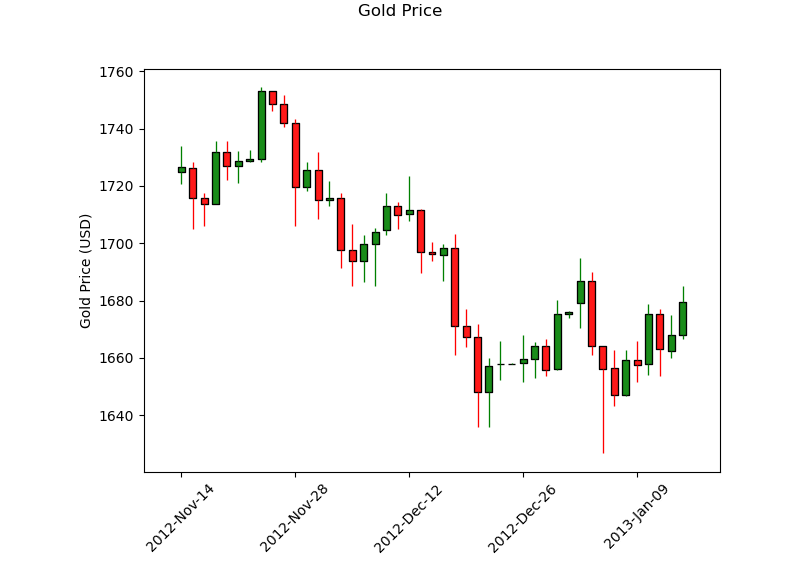 Gold Price
1760
1740
1720
1700
1680
1660
1640
Gold Price (USD)
2012-Nov-14
2012-Nov-28
2012-Dec-12
2012-Dec-26
2013-Jan-09